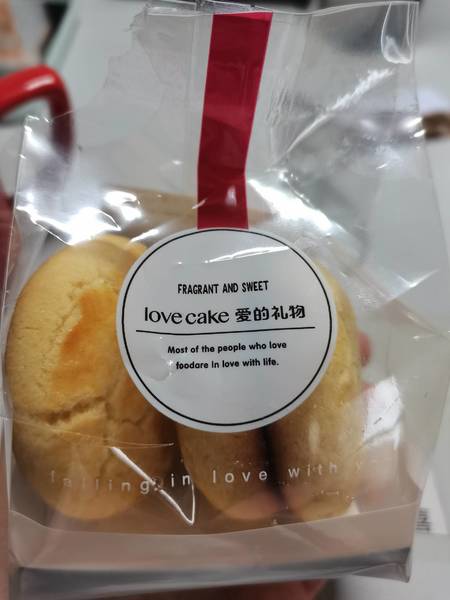 FRAGRANT AND SWEET
love cake 爱的礼物
Most of the people who love
foodare in love with life.
falling in love with